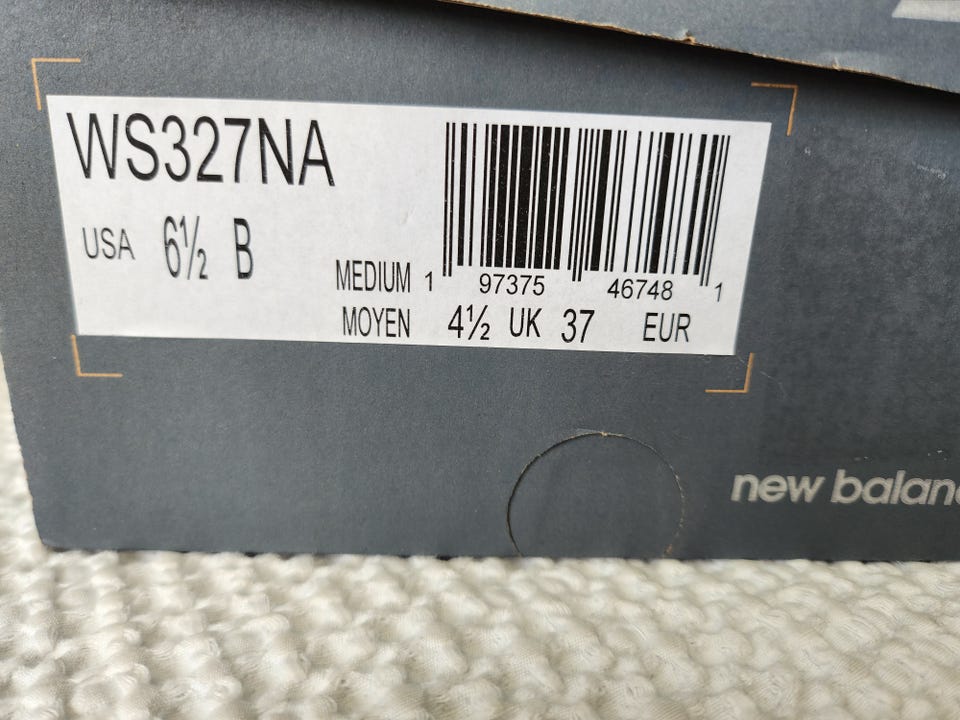 WS327NA
USA 6½ B
MEDIUM 1 97375 46748 1
MOYEN 4½ UK 37 EUR
new balan